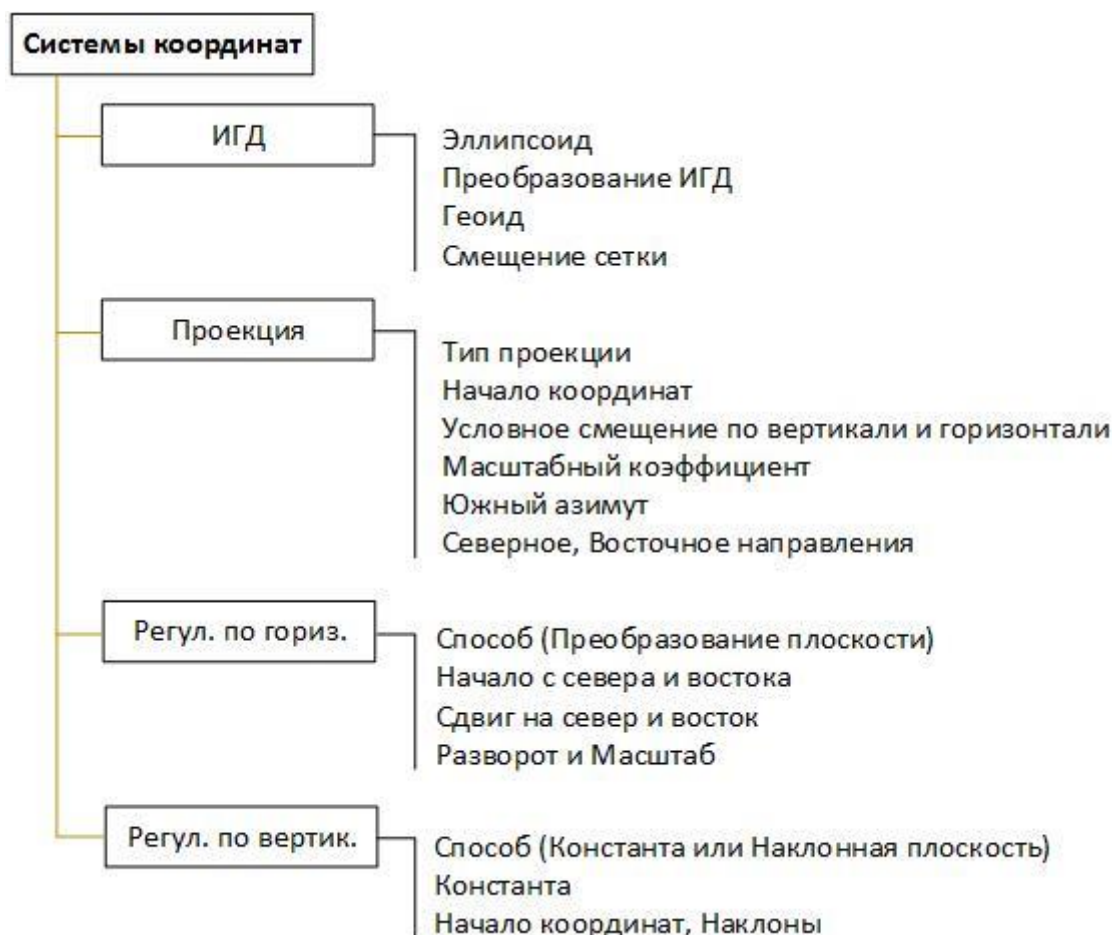 Системы координат
ИГД
Эллипсоид
Преобразование ИГД
Геоид
Смещение сетки
Проекция
Тип проекции
Начало координат
Условное смещение по вертикали и горизонтали
Масштабный коэффициент
Южный азимут
Северное, Восточное направления
Регул. по гориз.
Способ (Преобразование плоскости)
Начало с севера и востока
Сдвиг на север и восток
Разворот и Масштаб
Регул. по вертик.
Способ (Константа или Наклонная плоскость)
Константа
Начало координат, Наклоны